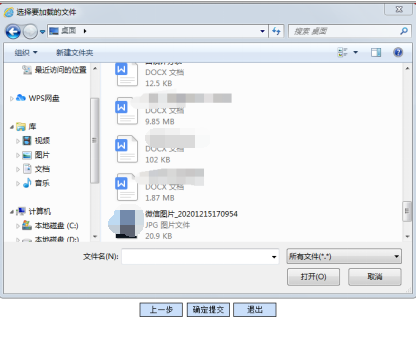 选择要加载的文件
桌面
搜索 桌面
组织
新建文件夹
最近访问的位置
WPS网盘
库
视频
图片
文档
音乐
计算机
本地磁盘 (C:)
本地磁盘 (D:)
DOCX 文档
12.5 KB
DOCX 文档
9.85 MB
DOCX 文档
102 KB
DOCX 文档
1.87 MB
微信图片_20201215170954
JPG 图片文件
20.9 KB
文件名(N):
所有文件(*.*)
打开(O)
取消
上一步
确定提交
退出